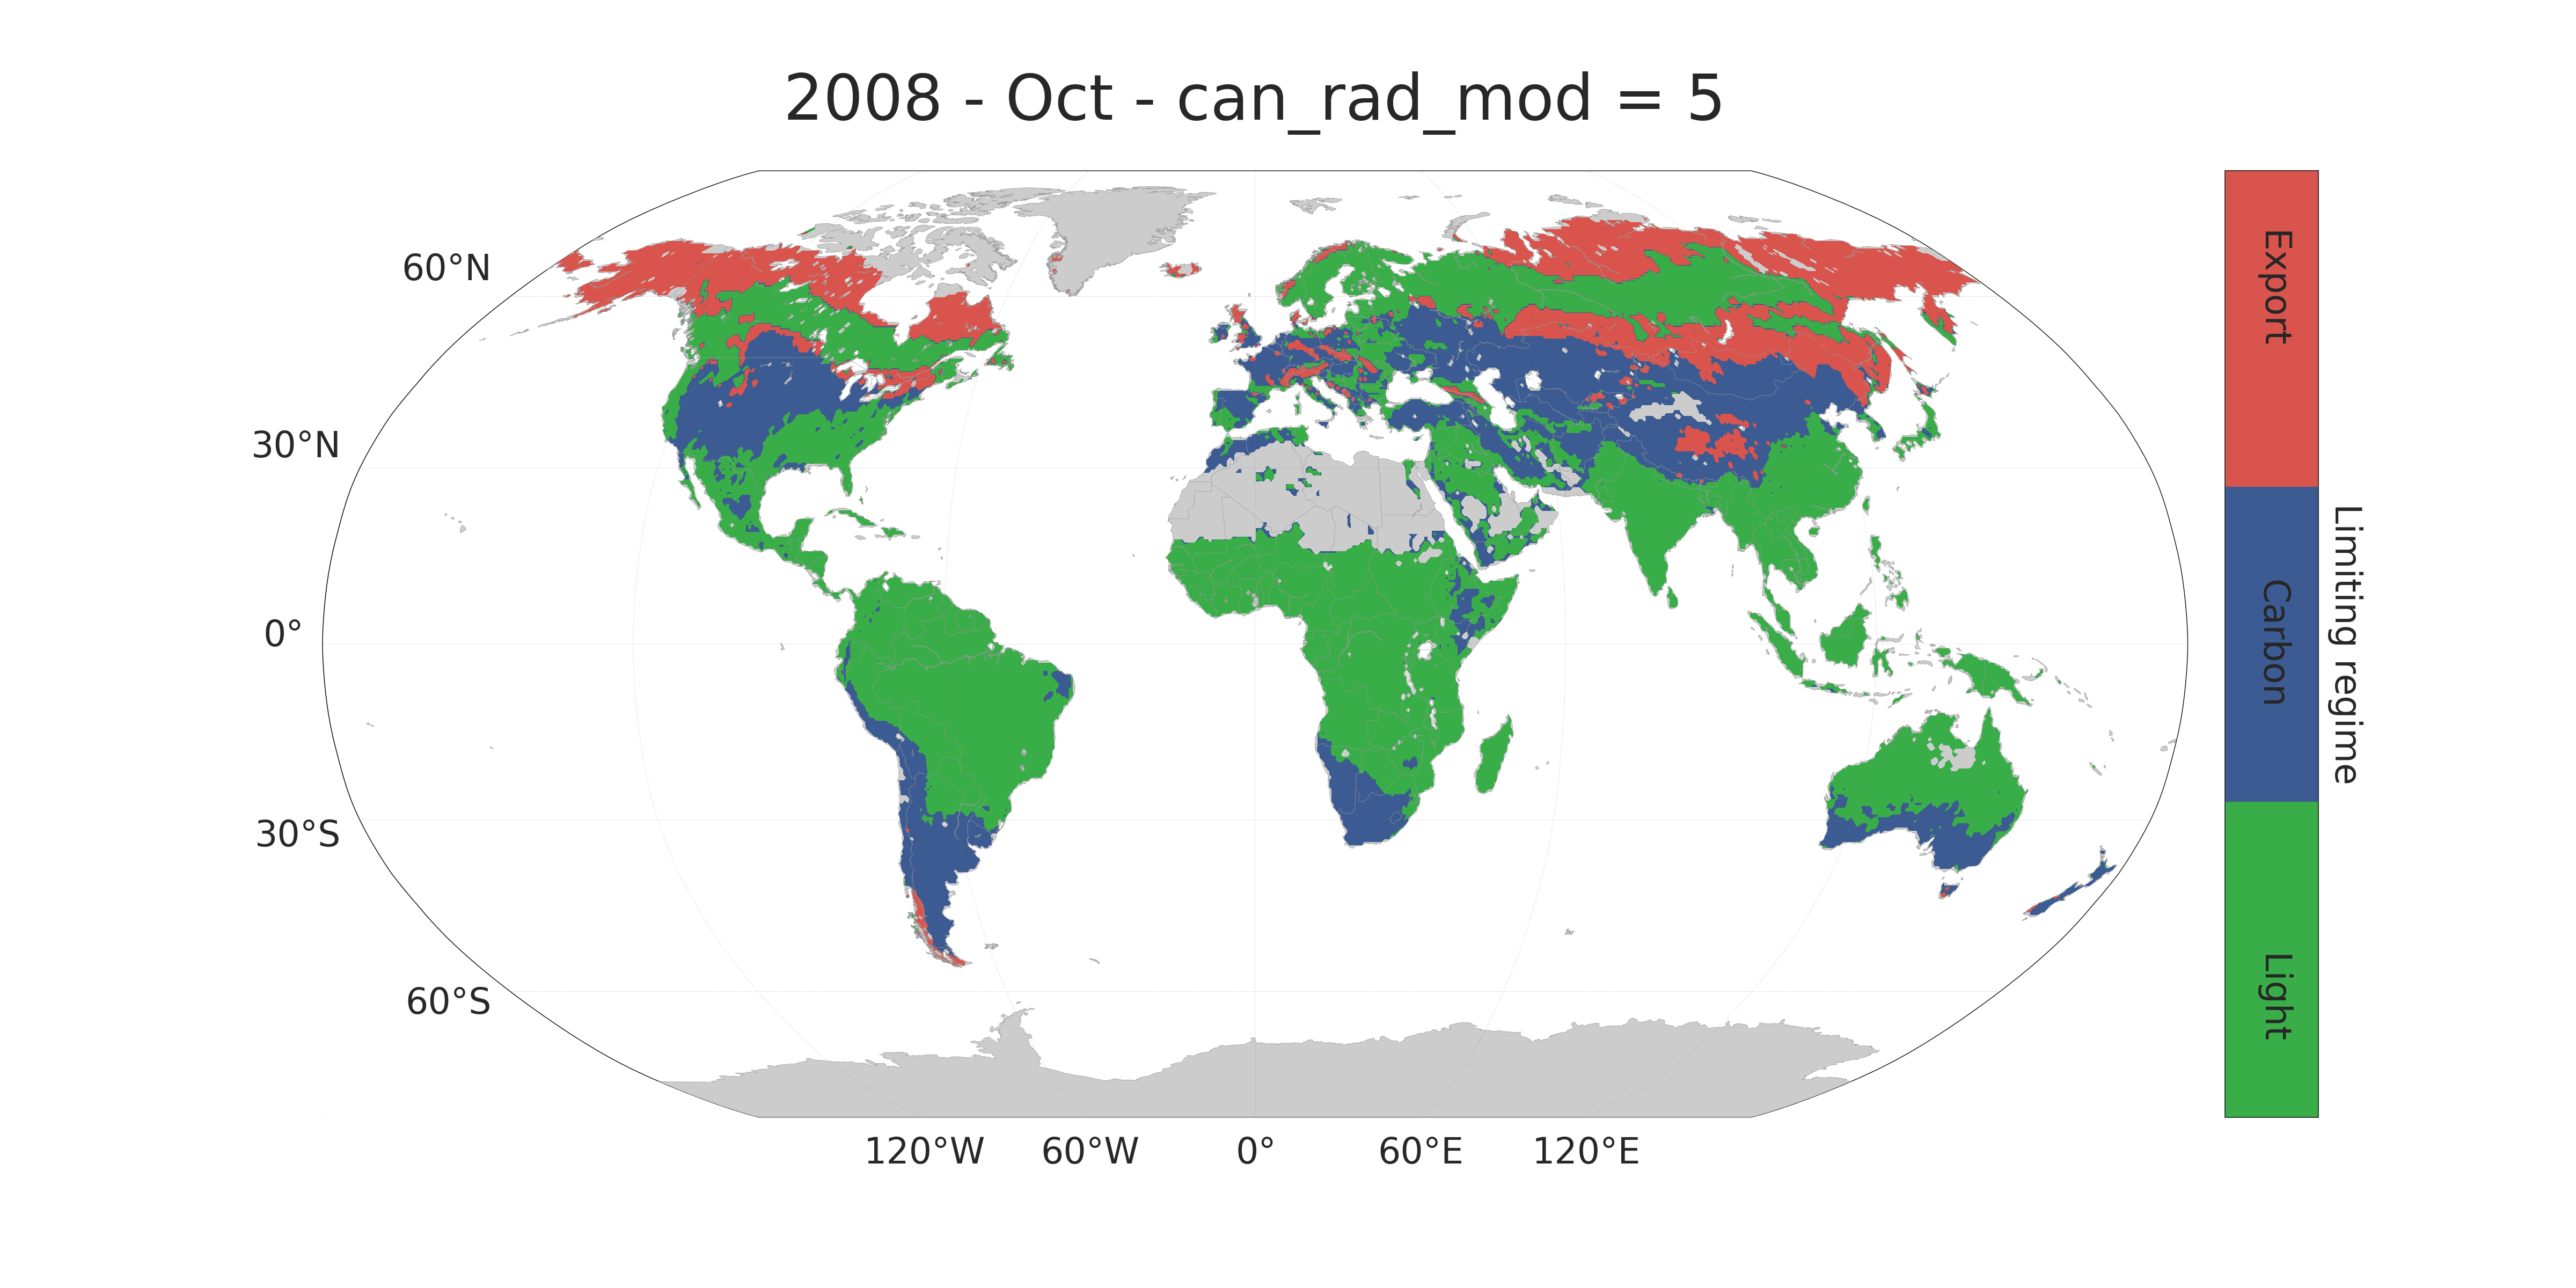 2008 - Oct - can_rad_mod = 5
60°N
30°N
0°
30°S
60°S
120°W
60°W
0°
60°E
120°E
Export
Carbon
Light
Limiting regime